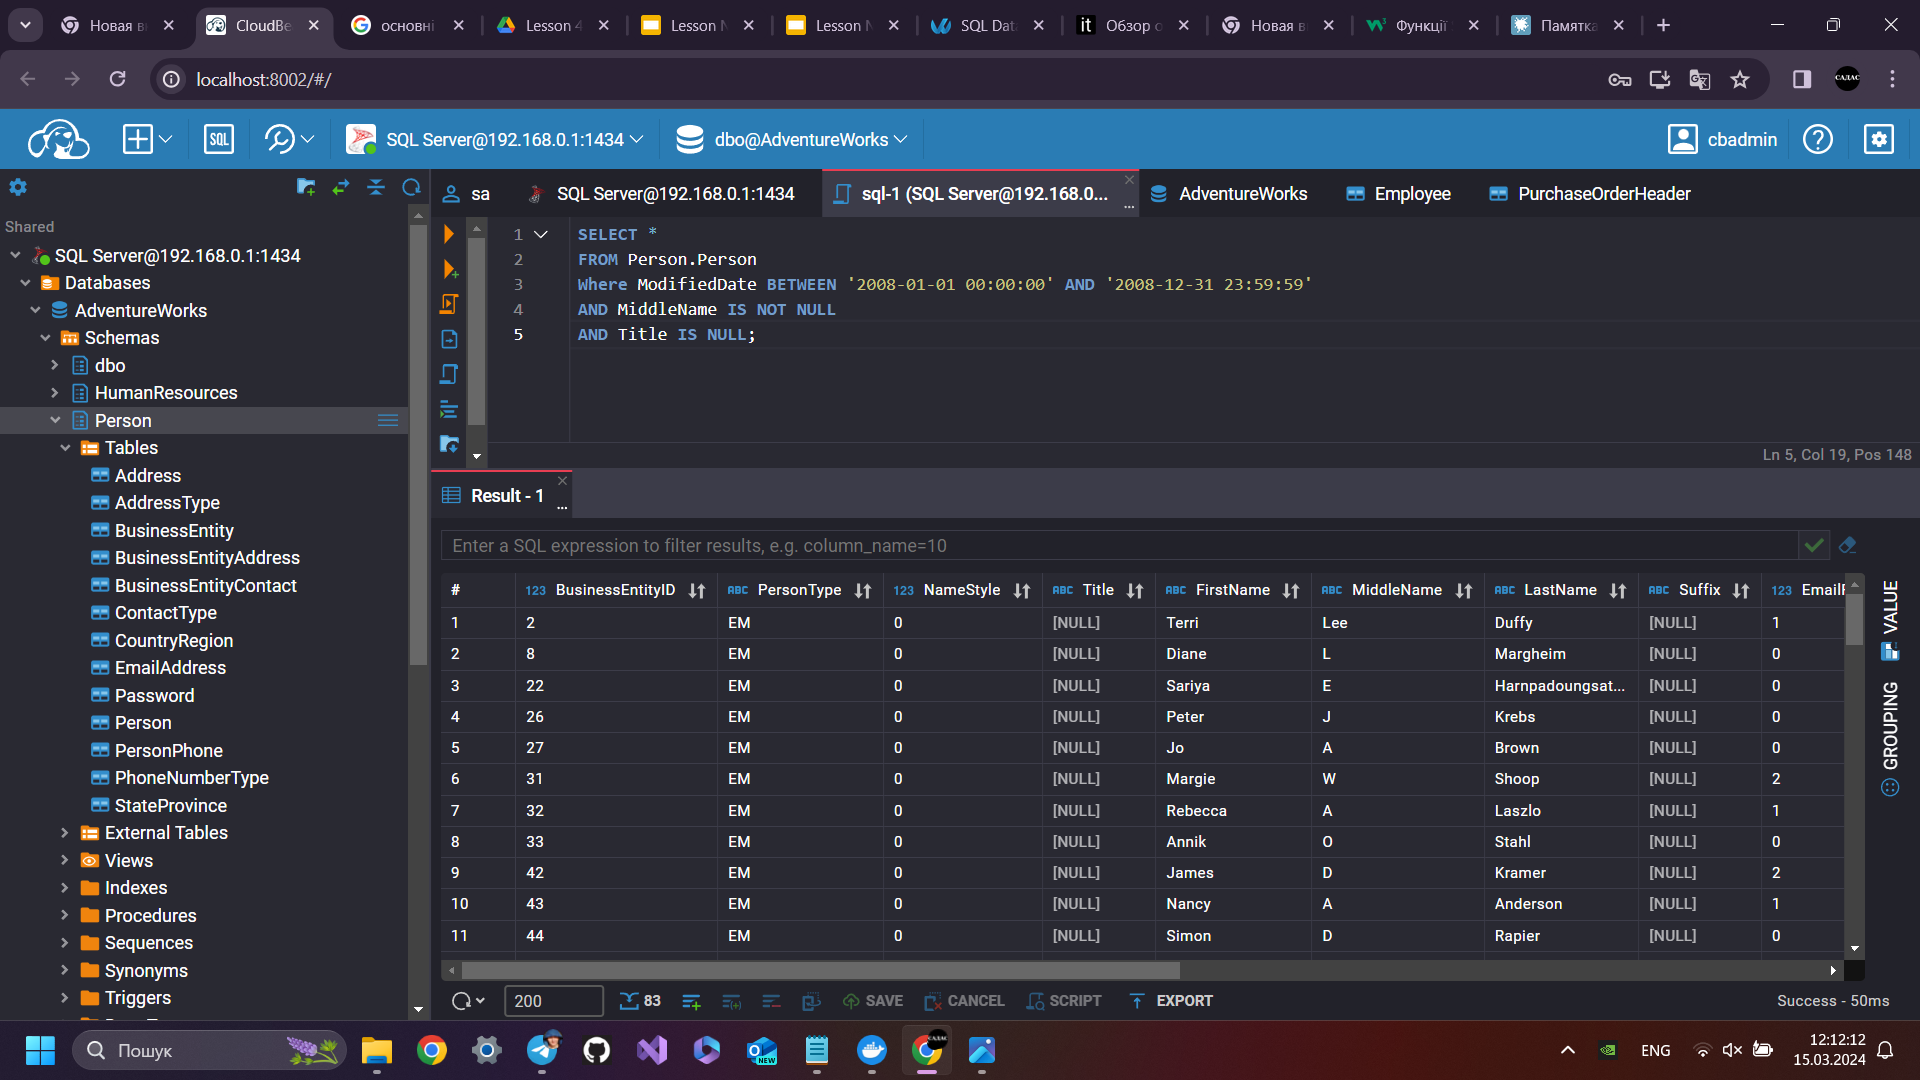 Новая в
CloudBe
основні
Lesson 4
Lesson N
Lesson N
SQL Dat
Обзор о
Новая в
Функції
Памятка
localhost:8002/#/
SQL
SQL Server@192.168.0.1:1434
dbo@AdventureWorks
cbadmin
sa
SQL Server@192.168.0.1:1434
sql-1 (SQL Server@192.168.0...
AdventureWorks
Employee
PurchaseOrderHeader
Shared
SQL Server@192.168.0.1:1434
Databases
AdventureWorks
Schemas
dbo
HumanResources
Person
Tables
Address
AddressType
BusinessEntity
BusinessEntityAddress
BusinessEntityContact
ContactType
CountryRegion
EmailAddress
Password
Person
PersonPhone
PhoneNumberType
StateProvince
External Tables
Views
Indexes
Procedures
Sequences
Synonyms
Triggers
1 SELECT *
2 FROM Person.Person
3 Where ModifiedDate BETWEEN '2008-01-01 00:00:00' AND '2008-12-31 23:59:59'
4 AND MiddleName IS NOT NULL
5 AND Title IS NULL;
Ln 5, Col 19, Pos 148
Result - 1
Enter a SQL expression to filter results, e.g. column_name=10
# 123 BusinessEntityID ABC PersonType 123 NameStyle ABC Title ABC FirstName ABC MiddleName ABC LastName ABC Suffix 123 Email
1 2 EM 0 [NULL] Terri Lee Duffy [NULL] 1
2 8 EM 0 [NULL] Diane L Margheim [NULL] 0
3 22 EM 0 [NULL] Sariya E Harnpadoungsat... [NULL] 0
4 26 EM 0 [NULL] Peter J Krebs [NULL] 0
5 27 EM 0 [NULL] Jo A Brown [NULL] 0
6 31 EM 0 [NULL] Margie W Shoop [NULL] 2
7 32 EM 0 [NULL] Rebecca A Laszlo [NULL] 1
8 33 EM 0 [NULL] Annik O Stahl [NULL] 0
9 42 EM 0 [NULL] James D Kramer [NULL] 2
10 43 EM 0 [NULL] Nancy A Anderson [NULL] 1
11 44 EM 0 [NULL] Simon D Rapier [NULL] 0
VALUE
GROUPING
200 83 SAVE CANCEL SCRIPT EXPORT
Success - 50ms
Пошук
NEW
ENG
12:12:12
15.03.2024